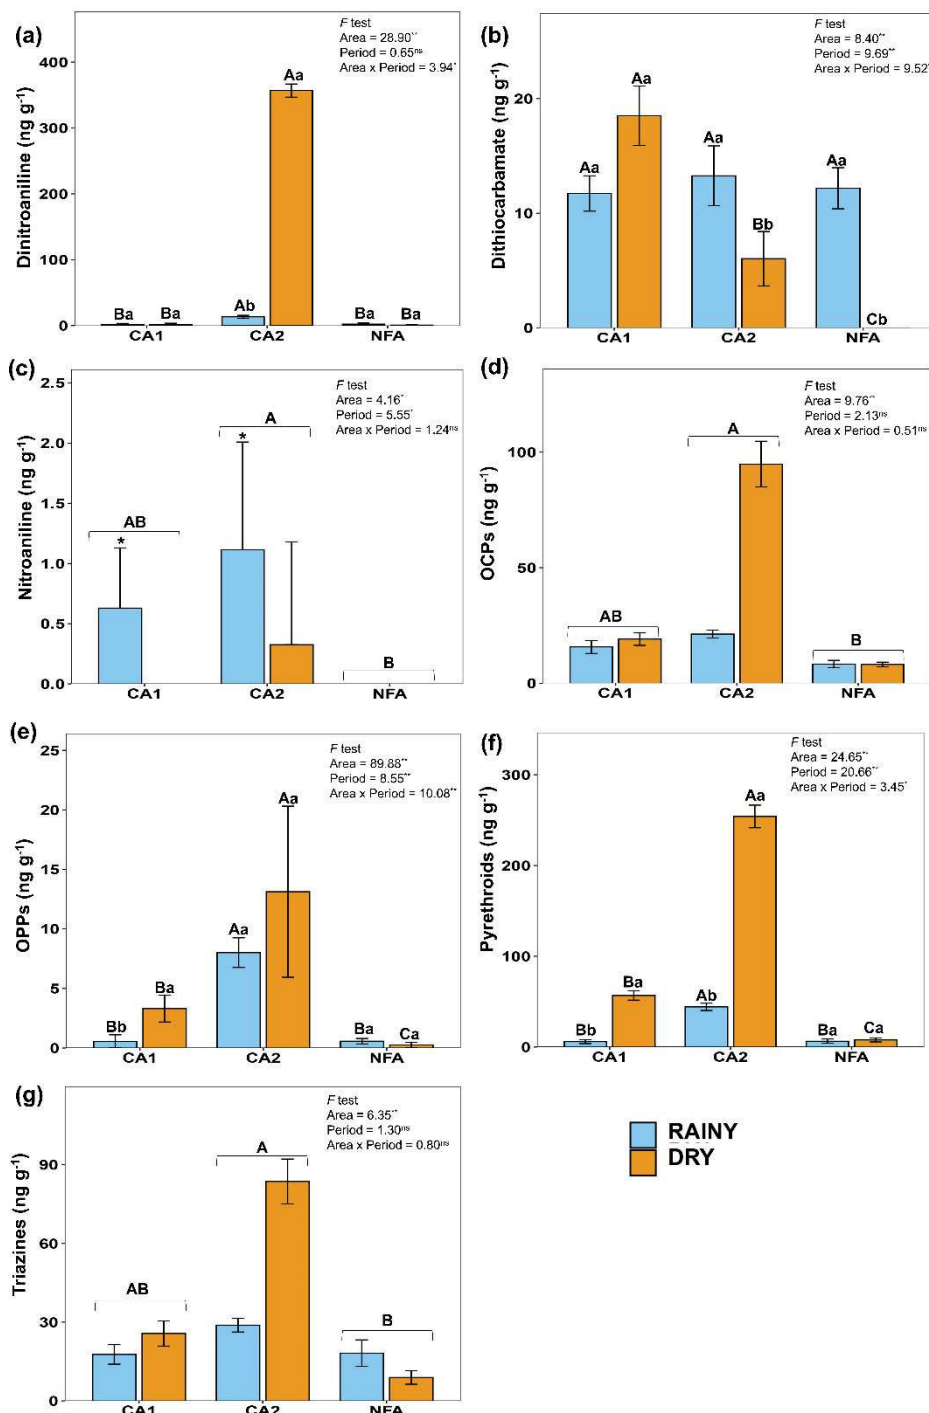 (a)
F test
Area = 28.90**
Period = 0.65ns
Area x Period = 3.94*
Dinitroaniline (ng g-1)
400
300
200
100
0
Ba
Ba
Ab
Aa
Ba
Ba
CA1
CA2
NFA
(b)
F test
Area = 8.40**
Period = 9.69**
Area x Period = 9.52*
Dithiocarbamate (ng g-1)
20
10
0
Aa
Aa
Aa
Bb
Aa
Cb
CA1
CA2
NFA
(c)
F test
Area = 4.16*
Period = 5.55*
Area x Period = 1.24ns
Nitroaniline (ng g-1)
2.5
2.0
1.5
1.0
0.5
0.0
AB
*
A
*
B
CA1
CA2
NFA
(d)
F test
Area = 9.76**
Period = 2.13ns
Area x Period = 0.51ns
OCPs (ng g-1)
100
50
0
AB
A
B
CA1
CA2
NFA
(e)
F test
Area = 89.88**
Period = 8.55**
Area x Period = 10.08**
OPPs (ng g-1)
25
20
15
10
5
0
Bb
Ba
Aa
Aa
Ba
Ca
CA1
CA2
NFA
(f)
F test
Area = 24.65**
Period = 20.66**
Area x Period = 3.45*
Pyrethroids (ng g-1)
300
200
100
0
Bb
Ba
Ab
Aa
Ba
Ca
CA1
CA2
NFA
(g)
F test
Area = 6.35**
Period = 1.30ns
Area x Period = 0.80ns
Triazines (ng g-1)
90
60
30
0
AB
A
B
CA1
CA2
NFA
RAINY
DRY